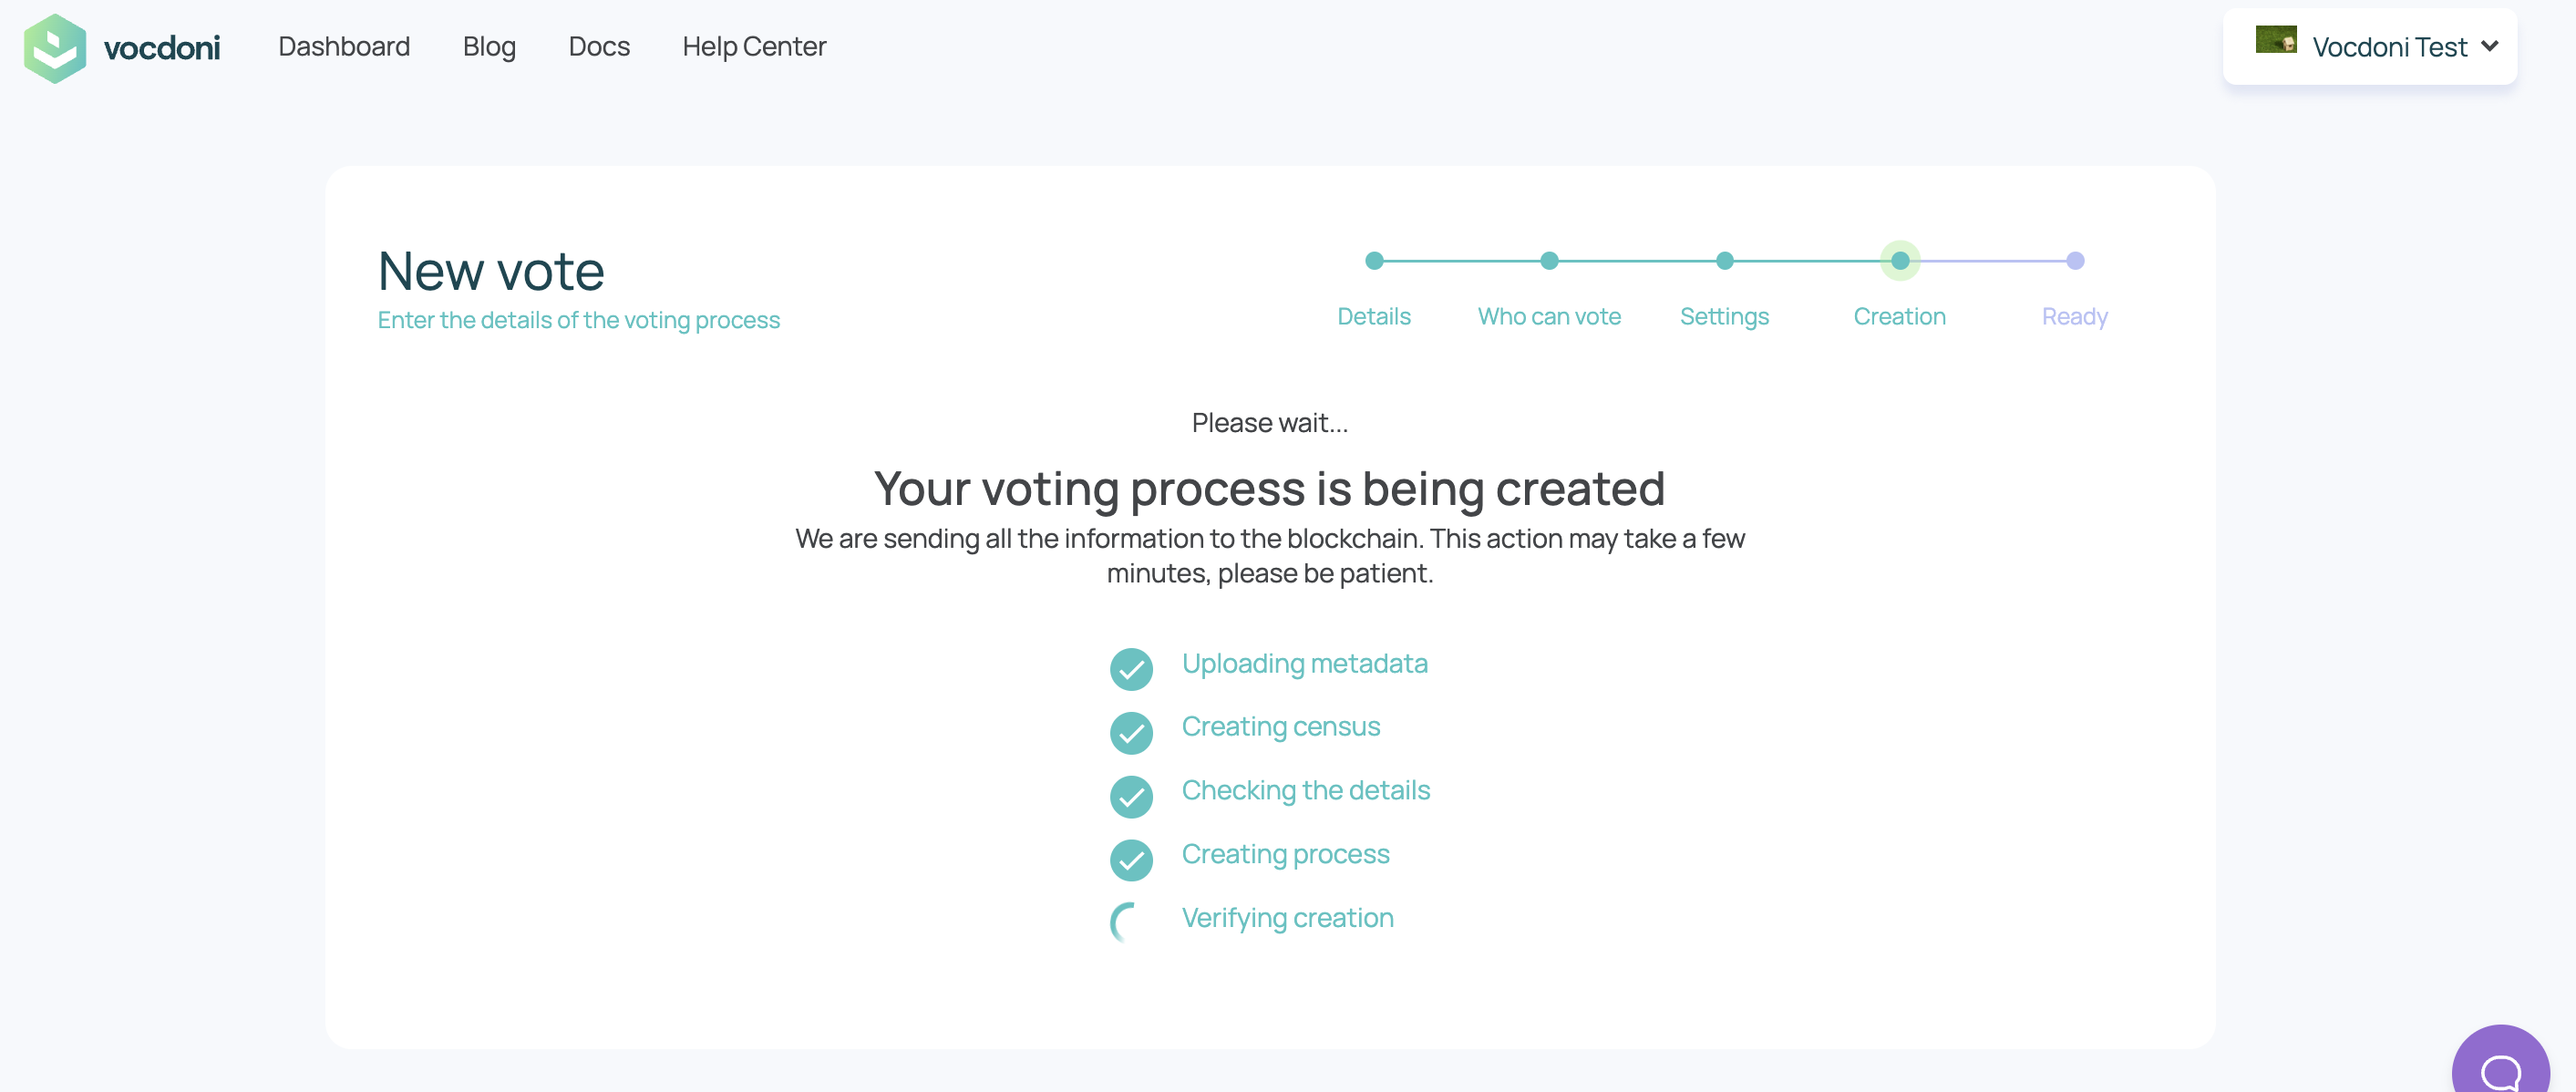 vocdoni
Dashboard
Blog
Docs
Help Center
Vocdoni Test
New vote
Enter the details of the voting process
Details
Who can vote
Settings
Creation
Ready
Please wait...
Your voting process is being created
We are sending all the information to the blockchain. This action may take a few
minutes, please be patient.
Uploading metadata
Creating census
Checking the details
Creating process
Verifying creation